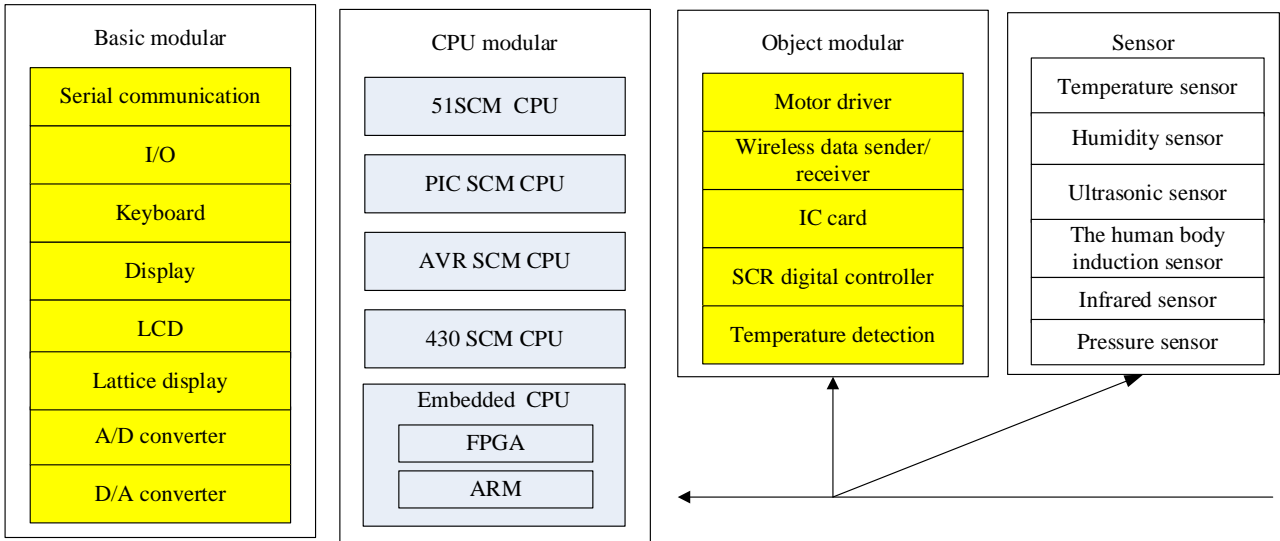 Basic modular
Serial communication
I/O
Keyboard
Display
LCD
Lattice display
A/D converter
D/A converter
CPU modular
51SCM CPU
PIC SCM CPU
AVR SCM CPU
430 SCM CPU
Embedded CPU
FPGA
ARM
Object modular
Motor driver
Wireless data sender/
receiver
IC card
SCR digital controller
Temperature detection
Sensor
Temperature sensor
Humidity sensor
Ultrasonic sensor
The human body
induction sensor
Infrared sensor
Pressure sensor